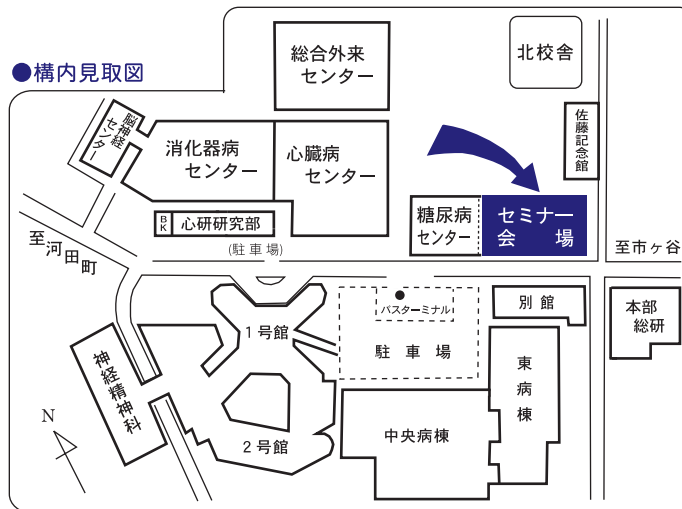 ●構内見取図
総合外来
センター
北校舎
脳神経
センター
消化器病
センター
心臓病
センター
佐藤記念館
BK
心研研究部
(駐車場)
糖尿病
センター
セミナー
会場
至河田町
至市ヶ谷
1号館
バスターミナル
駐車場
別館
本部
総研
東病棟
神経精神科
2号館
中央病棟
N